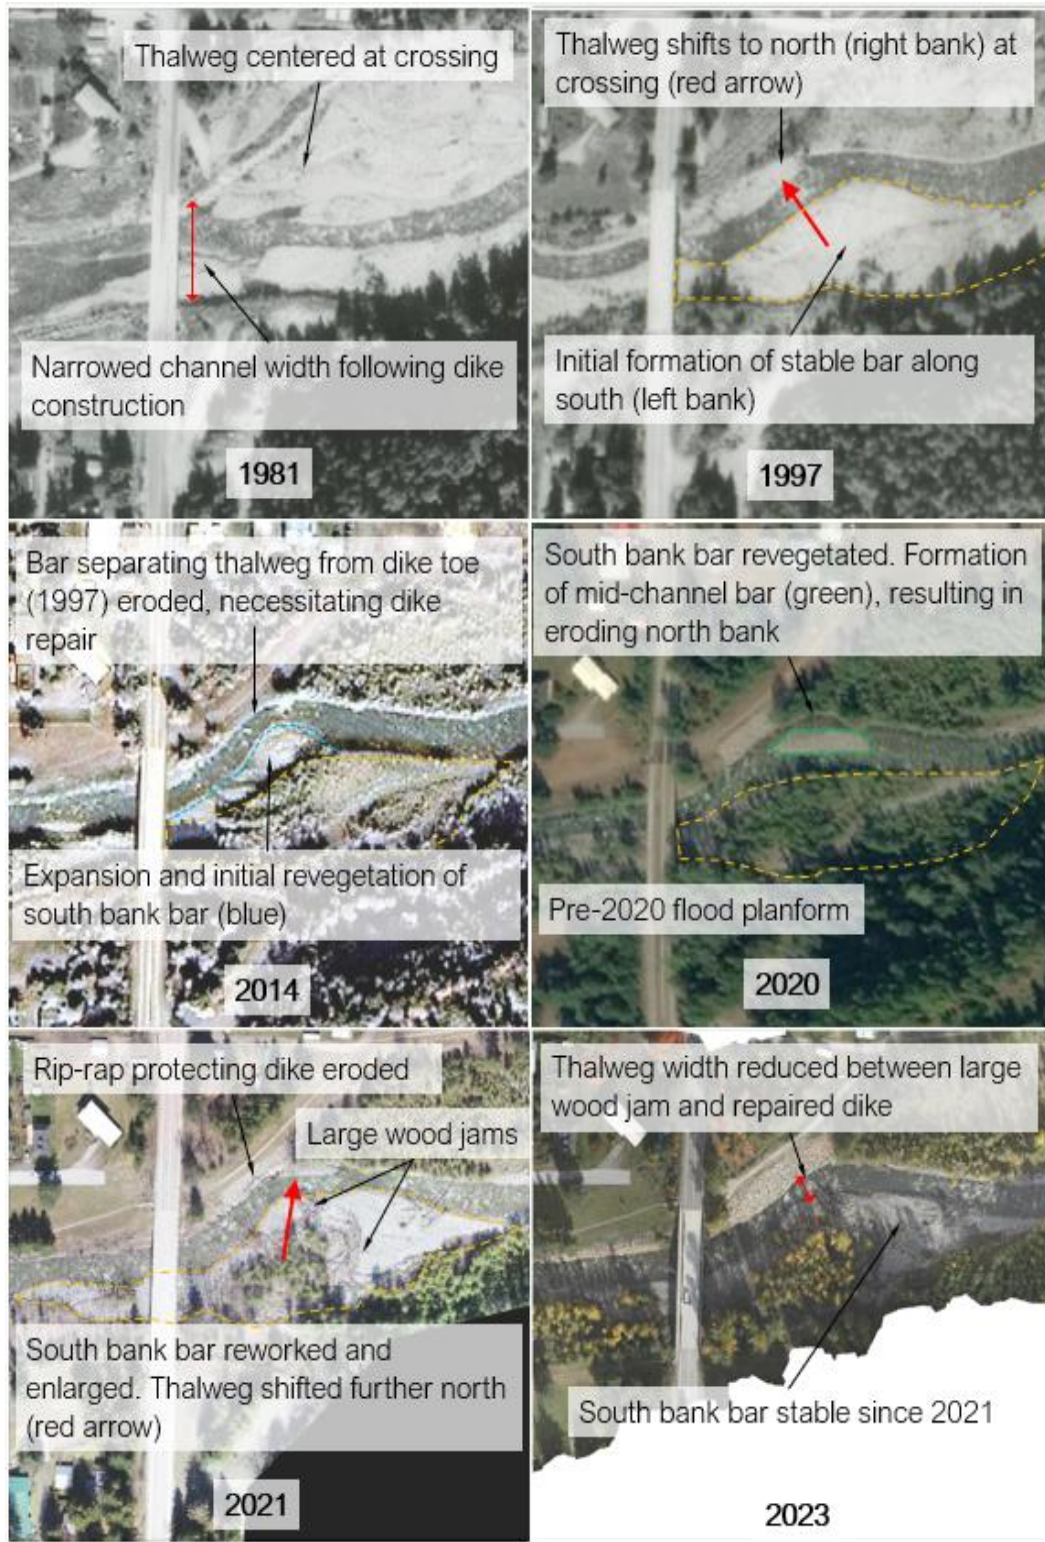 Thalweg centered at crossing
Narrowed channel width following dike
construction
1981
Thalweg shifts to north (right bank) at
crossing (red arrow)
Initial formation of stable bar along
south (left bank)
1997
Bar separating thalweg from dike toe
(1997) eroded, necessitating dike
repair
Expansion and initial revegetation of
south bank bar (blue)
2014
South bank bar revegetated. Formation
of mid-channel bar (green), resulting in
eroding north bank
Pre-2020 flood planform
2020
Rip-rap protecting dike eroded
Large wood jams
South bank bar reworked and
enlarged. Thalweg shifted further north
(red arrow)
2021
Thalweg width reduced between large
wood jam and repaired dike
South bank bar stable since 2021
2023